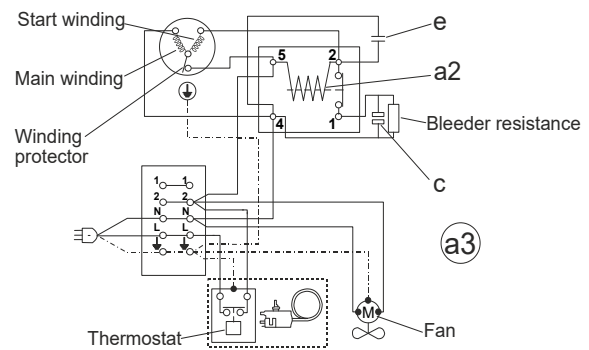 Start winding
e
5
2
Main winding
a2
Winding
protector
4
1
Bleeder resistance
c
1 1
2 2
N N
L L
a3
M
Thermostat
Fan